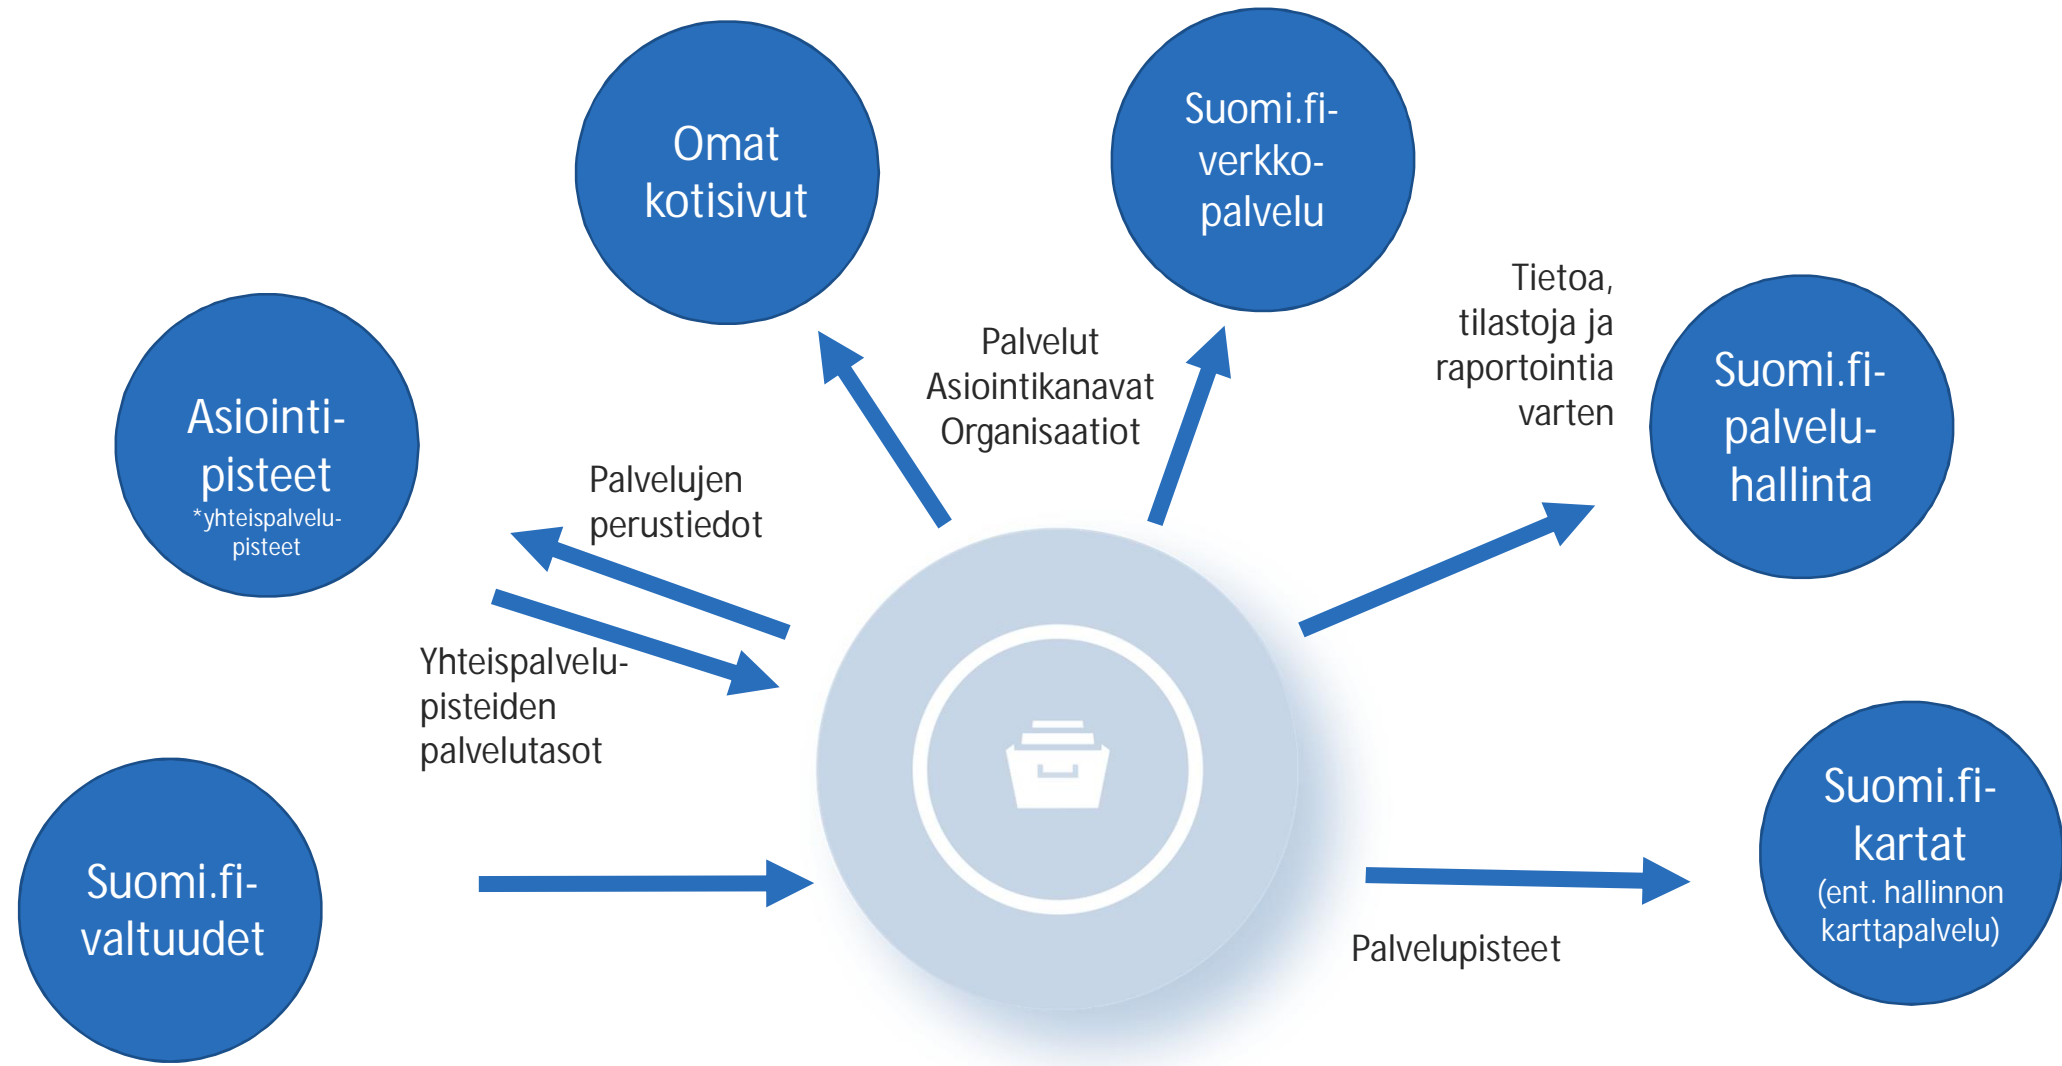 Omat
kotisivut
Suomi.fi-
verkko-
palvelu
Tietoa,
tilastoja ja
raportointia
varten
Suomi.fi-
palvelu-
hallinta
Palvelut
Asiointikanavat
Organisaatiot
Asiointi-
pisteet
*yhteispalvelu-
pisteet
Palvelujen
perustiedot
Yhteispalvelu-
pisteiden
palvelutasot
Suomi.fi-
valtuudet
Suomi.fi-
kartat
(ent. hallinnon
karttapalvelu)
Palvelupisteet